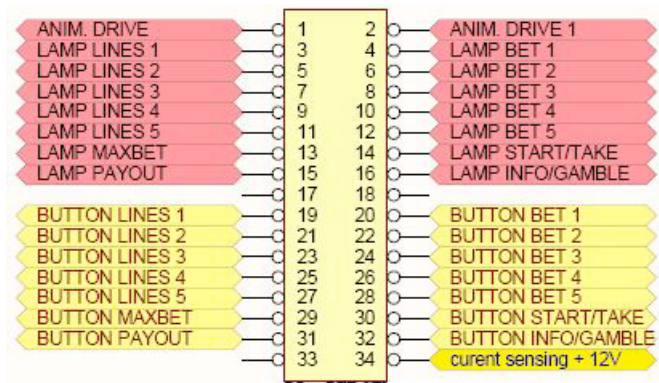 ANIM. DRIVE 1 2 ANIM. DRIVE 1
LAMP LINES 1 3 4 LAMP BET 1
LAMP LINES 2 5 6 LAMP BET 2
LAMP LINES 3 7 8 LAMP BET 3
LAMP LINES 4 9 10 LAMP BET 4
LAMP LINES 5 11 12 LAMP BET 5
LAMP MAXBET 13 14 LAMP START/TAKE
LAMP PAYOUT 15 16 LAMP INFO/GAMBLE
17 18
BUTTON LINES 1 19 20 BUTTON BET 1
BUTTON LINES 2 21 22 BUTTON BET 2
BUTTON LINES 3 23 24 BUTTON BET 3
BUTTON LINES 4 25 26 BUTTON BET 4
BUTTON LINES 5 27 28 BUTTON BET 5
BUTTON MAXBET 29 30 BUTTON START/TAKE
BUTTON PAYOUT 31 32 BUTTON INFO/GAMBLE
33 34 curent sensing + 12V